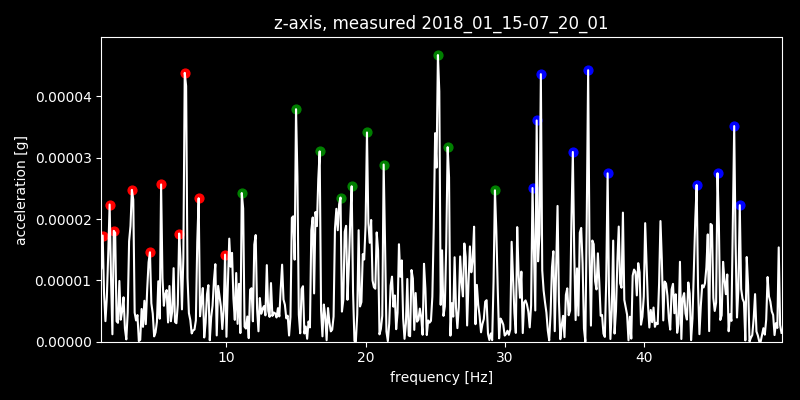 z-axis, measured 2018_01_15-07_20_01
0.00004
0.00003
0.00002
0.00001
0.00000
acceleration [g]
10 20 30 40
frequency [Hz]